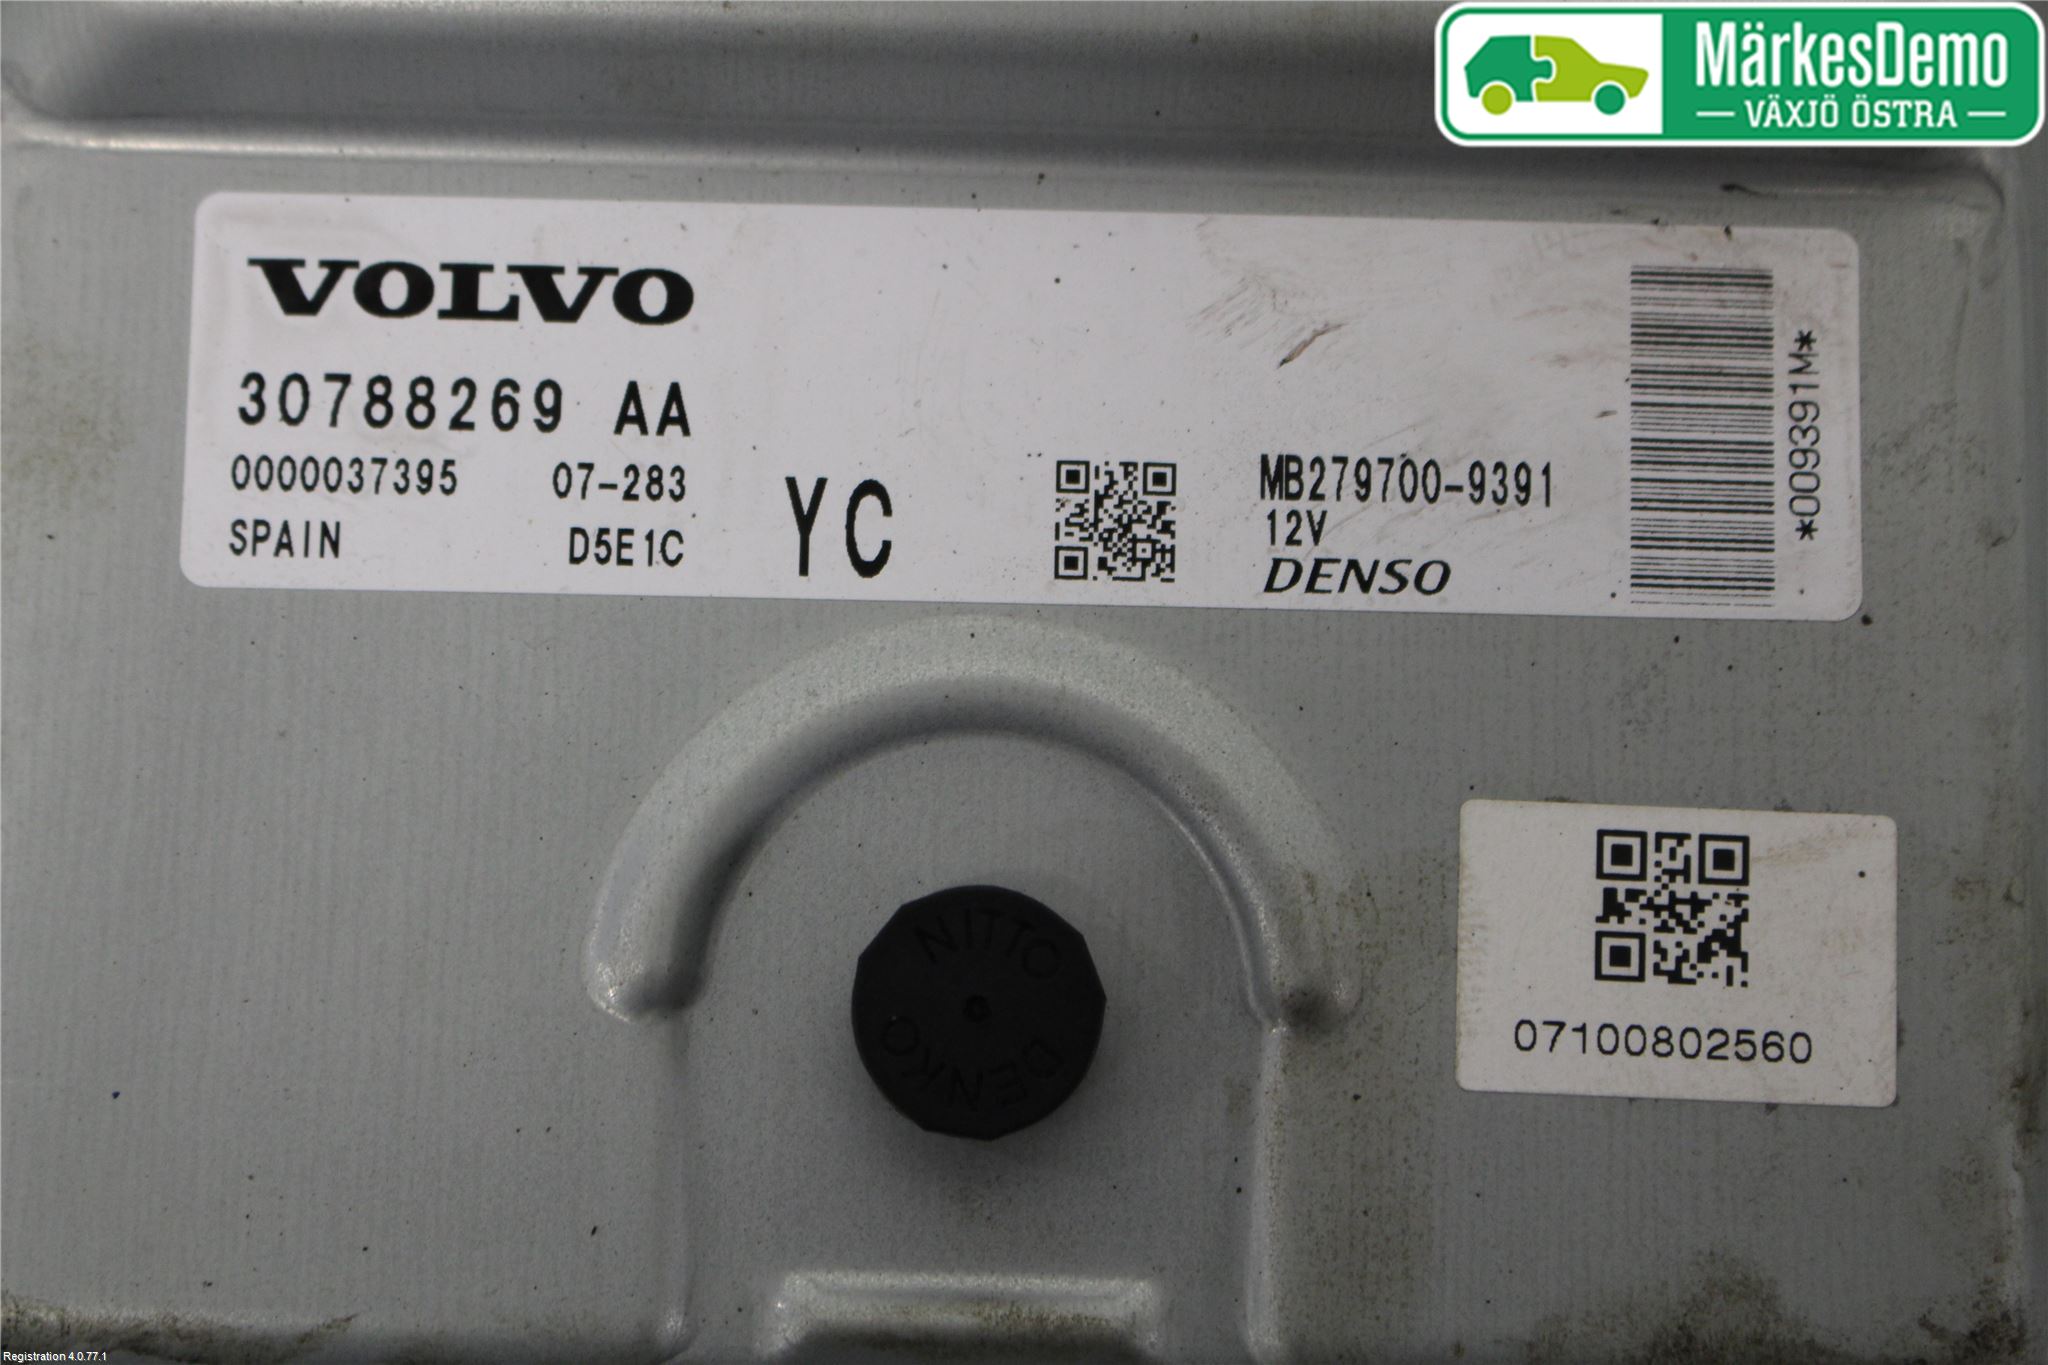 MärkesDemo
VÄXJÖ ÖSTRA
VOLVO
30788269 AA
0000037395 07-283
SPAIN D5E1C
YC
MB279700-9391
12V
DENSO
*009391M*
NITTO
DENKO
07100802560
Registration 4.0.77.1